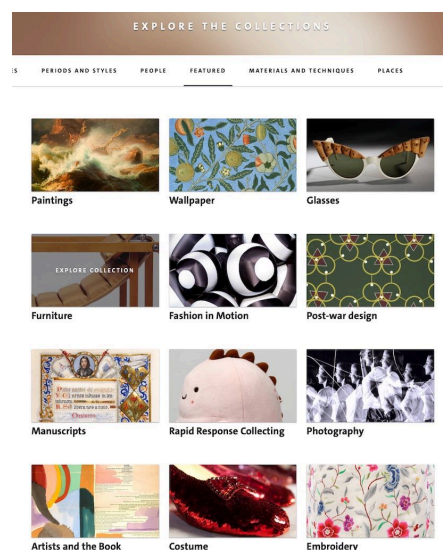 EXPLORE THE COLLECTIONS
ES PERIODS AND STYLES PEOPLE FEATURED MATERIALS AND TECHNIQUES PLACES
Paintings Wallpaper Glasses
EXPLORE COLLECTION
Furniture Fashion in Motion Post-war design
Manuscripts Rapid Response Collecting Photography
Artists and the Book Costume Embroidery